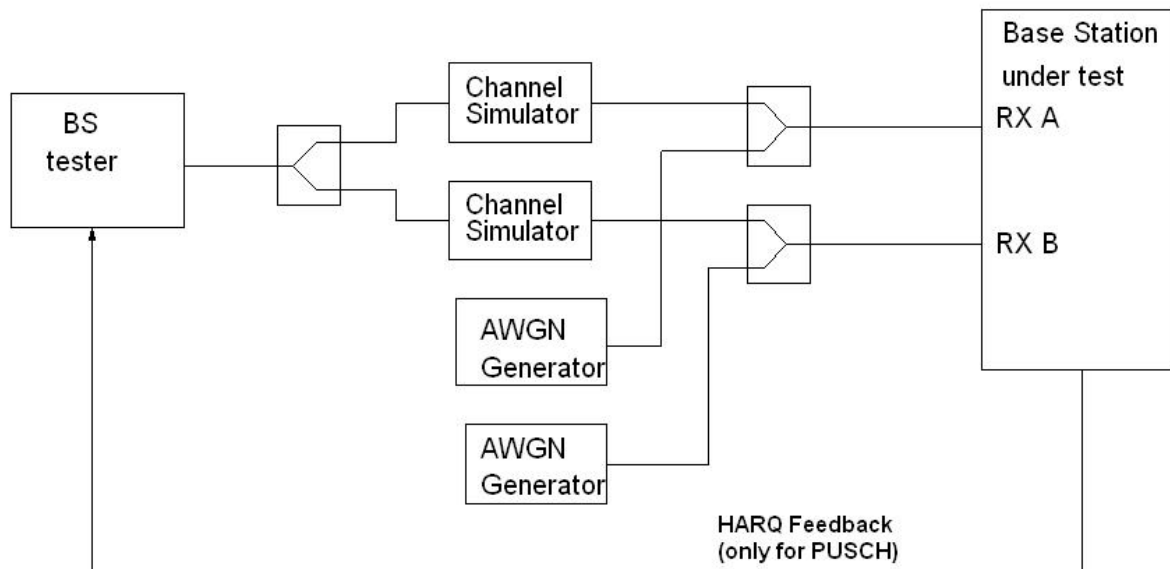 BS
tester
Channel
Simulator
Channel
Simulator
AWGN
Generator
AWGN
Generator
Base Station
under test
RX A
RX B
HARQ Feedback
(only for PUSCH)